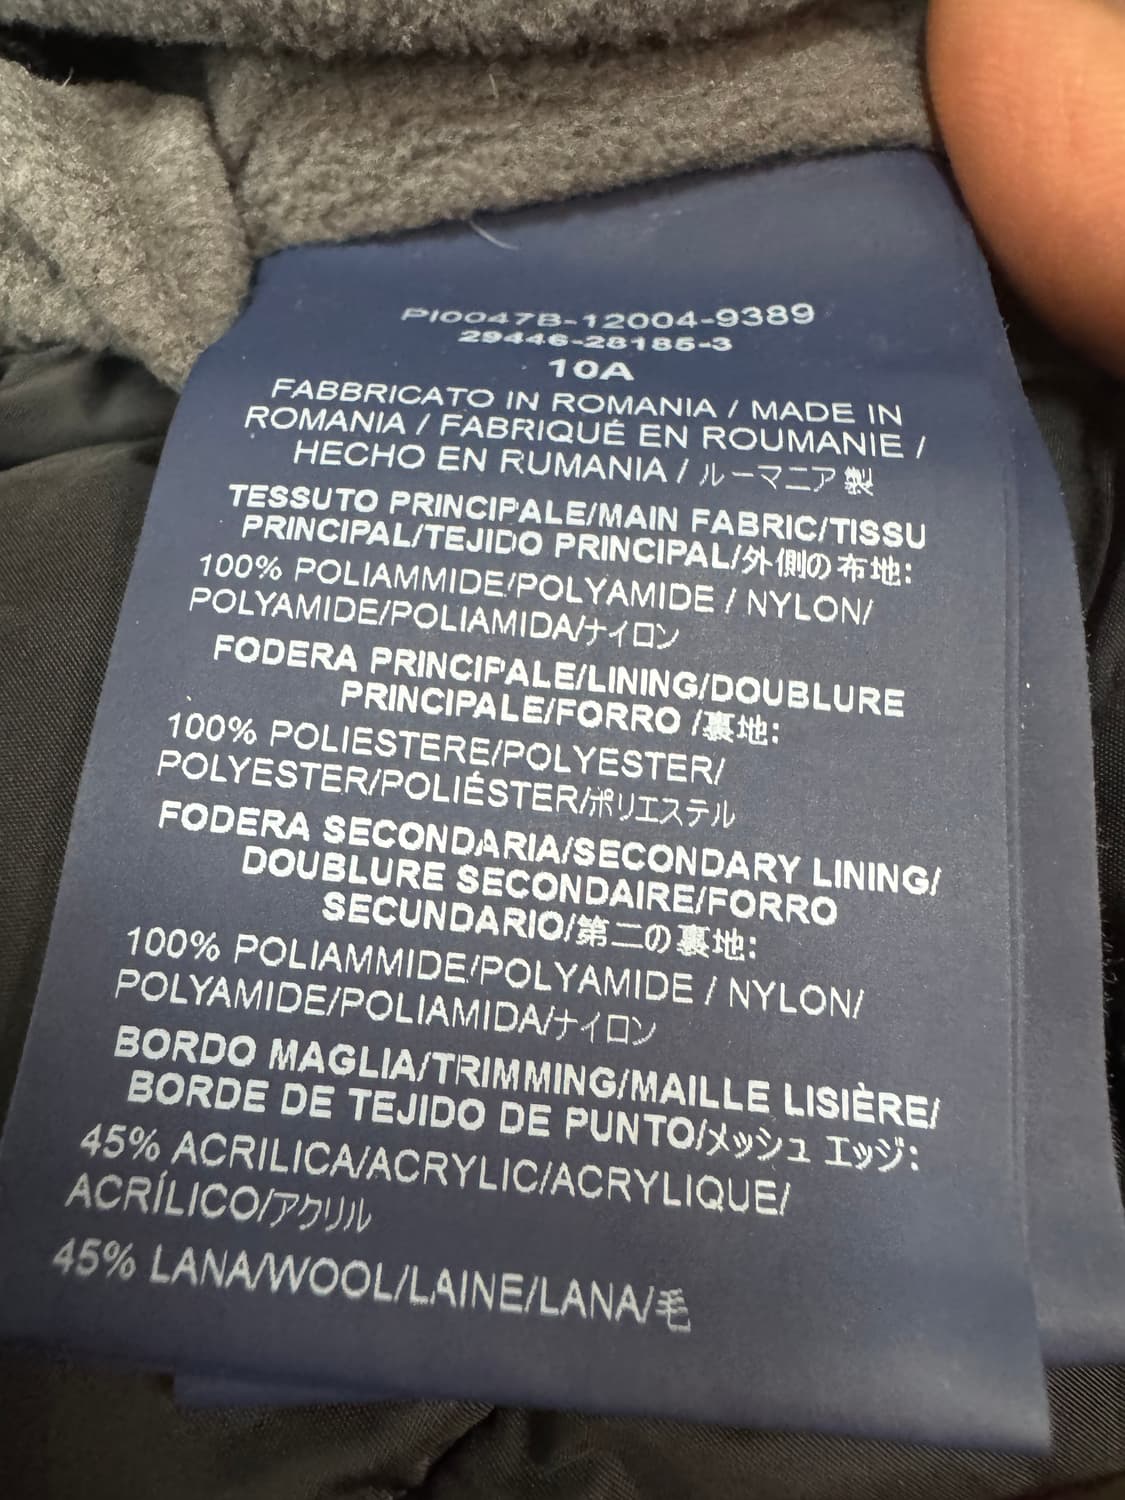 PI0047B-12004-9389
29446-28185-3
10A
FABBRICATO IN ROMANIA / MADE IN
ROMANIA / FABRIQUÉ EN ROUMANIE /
HECHO EN RUMANIA / ルーマニア製
TESSUTO PRINCIPALE/MAIN FABRIC/TISSU
PRINCIPAL/TEJIDO PRINCIPAL/外側の布地:
100% POLIAMMIDE/POLYAMIDE / NYLON/
POLYAMIDE/POLIAMIDA/ナイロン
FODERA PRINCIPALE/LINING/DOUBLURE
PRINCIPALE/FORRO /裏地:
100% POLIESTERE/POLYESTER/
POLYESTER/POLIÉSTER/ポリエステル
FODERA SECONDARIA/SECONDARY LINING/
DOUBLURE SECONDAIRE/FORRO
SECUNDARIO/第二の裏地:
100% POLIAMMIDE/POLYAMIDE / NYLON/
POLYAMIDE/POLIAMIDA/ナイロン
BORDO MAGLIA/TRIMMING/MAILLE LISIÈRE/
BORDE DE TEJIDO DE PUNTO/メッシュ エッジ:
45% ACRILICA/ACRYLIC/ACRYLIQUE/
ACRÍLICO/アクリル
45% LANA/WOOL/LAINE/LANA/毛